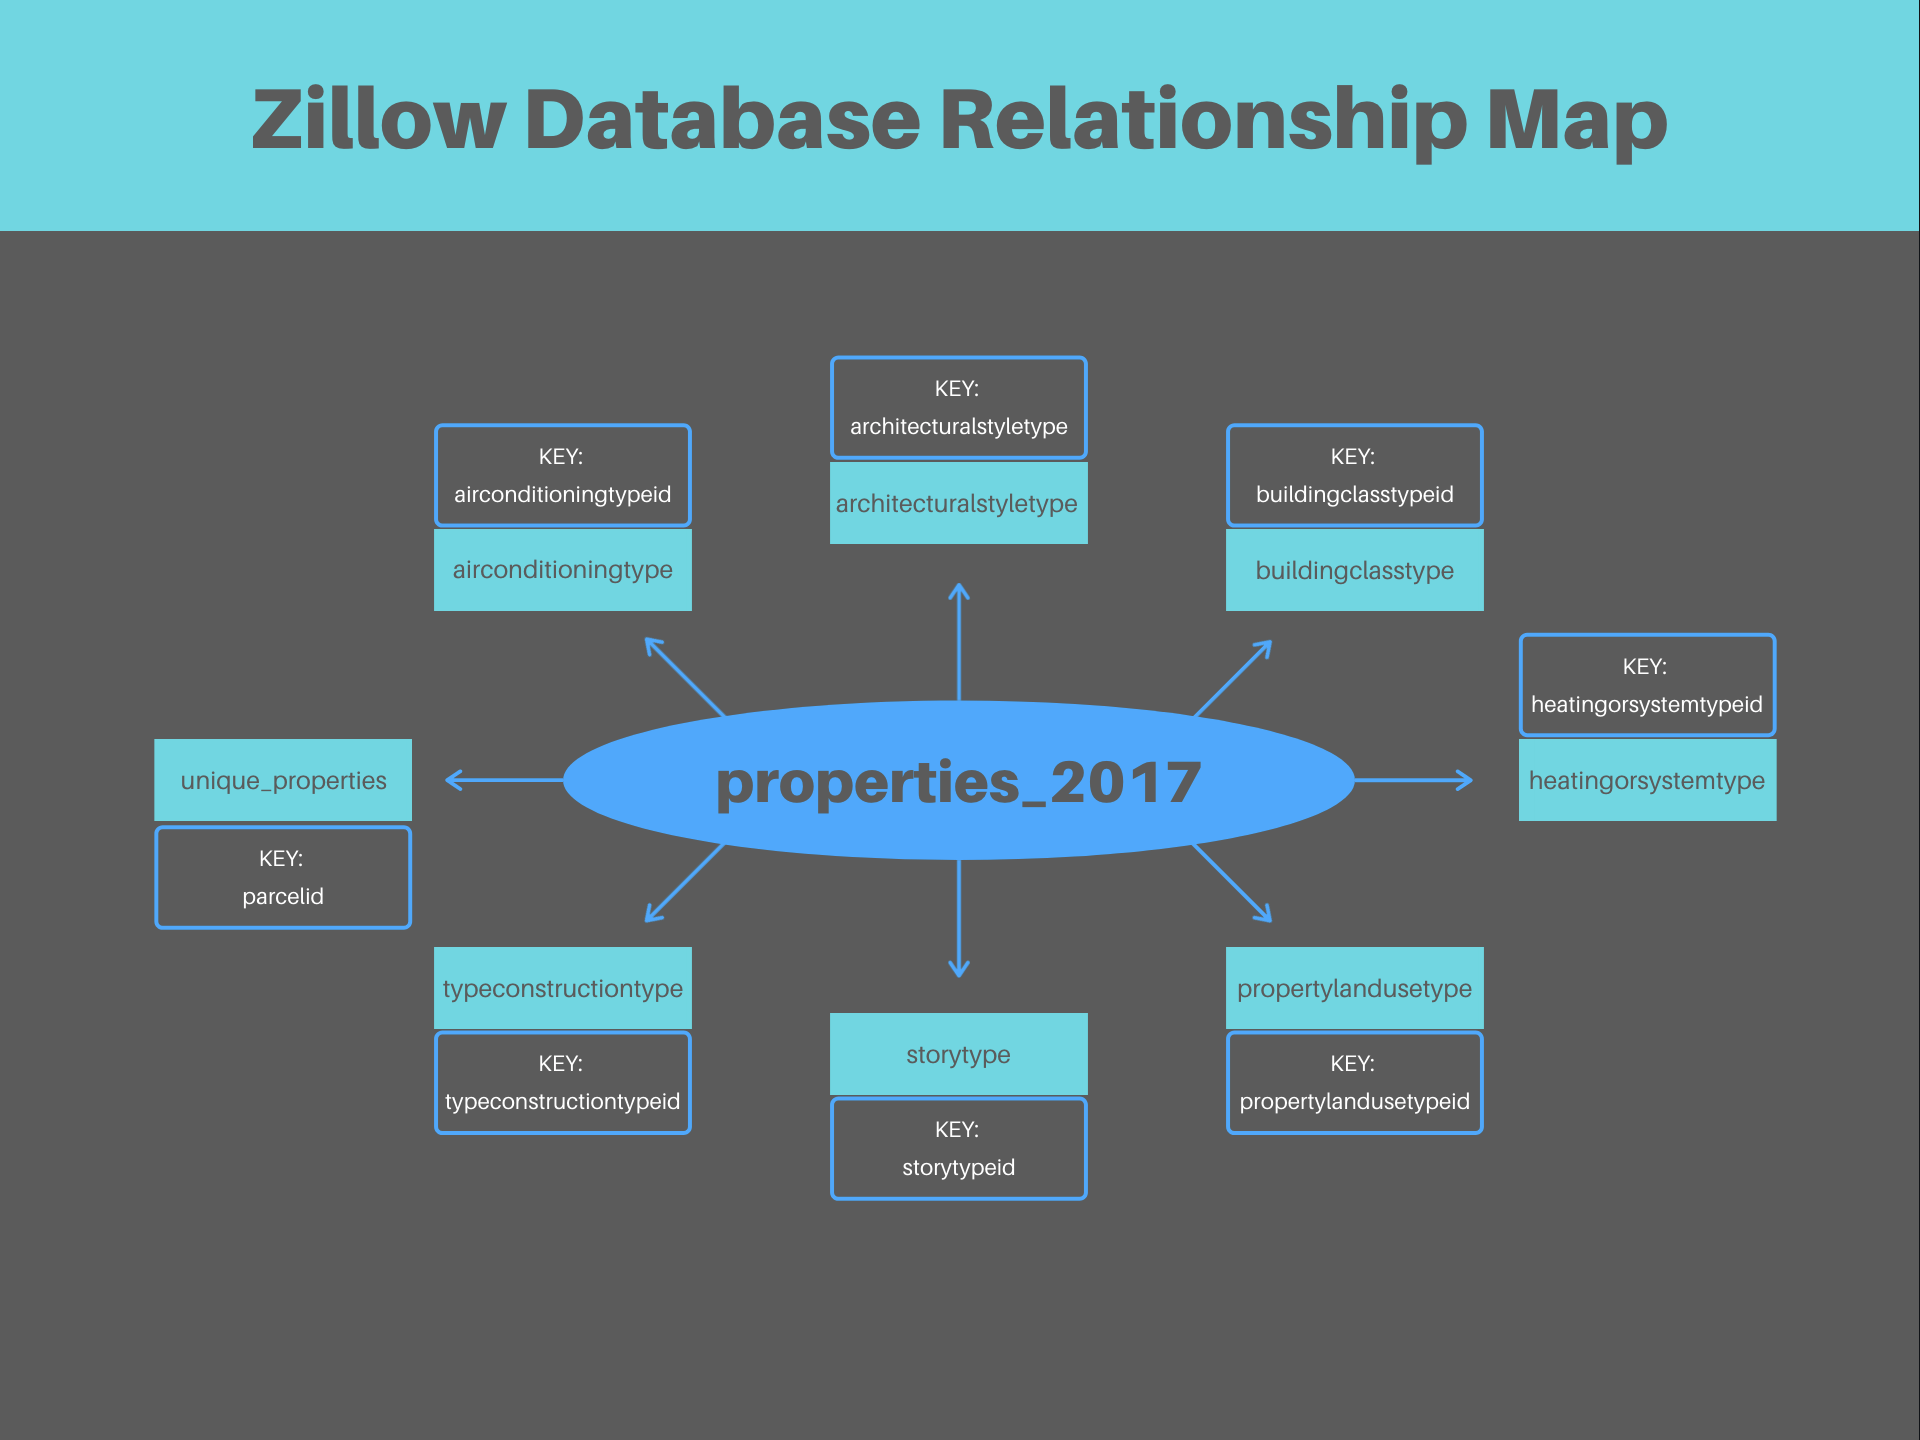 Zillow Database Relationship Map
KEY:
architecturalstyletype
architecturalstyletype
KEY:
airconditioningtypeid
airconditioningtype
KEY:
buildingclasstypeid
buildingclasstype
KEY:
heatingorsystemtypeid
heatingorsystemtype
unique_properties
KEY:
parcelid
properties_2017
typeconstructiontype
KEY:
typeconstructiontypeid
storytype
KEY:
storytypeid
propertylandusetype
KEY:
propertylandusetypeid